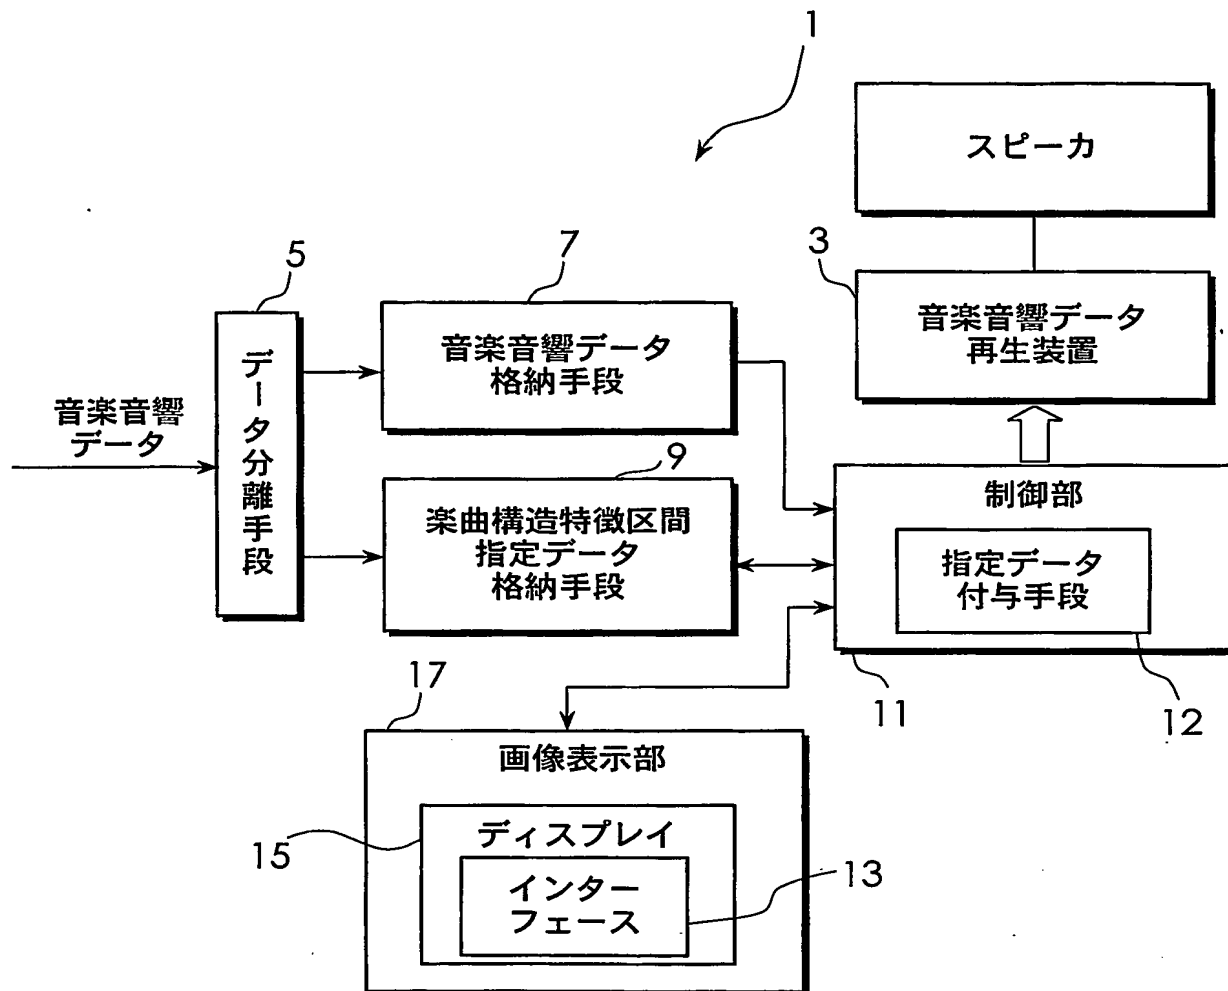 1
スピーカ
3
音楽音響データ
再生装置
5
データ分離手段
7
音楽音響データ
格納手段
音楽音響
データ
9
楽曲構造特徴区間
指定データ
格納手段
制御部
指定データ
付与手段
11
12
17
画像表示部
15
ディスプレイ
インター
フェース
13